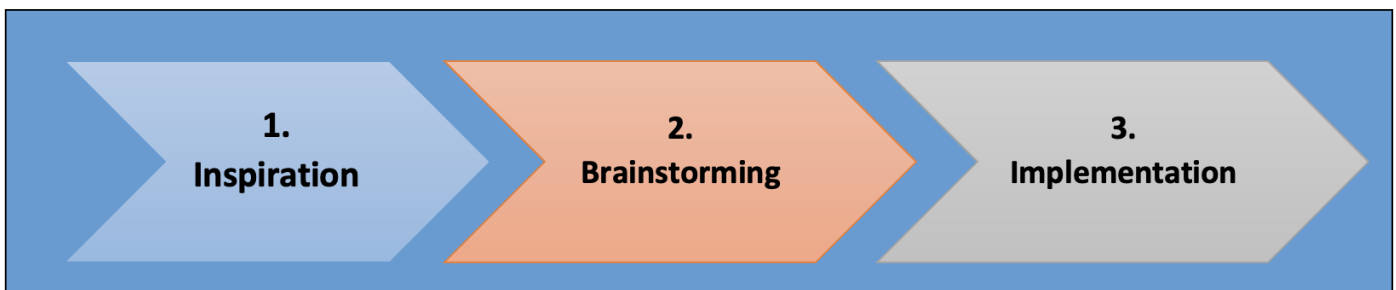 1.
Inspiration
2.
Brainstorming
3.
Implementation